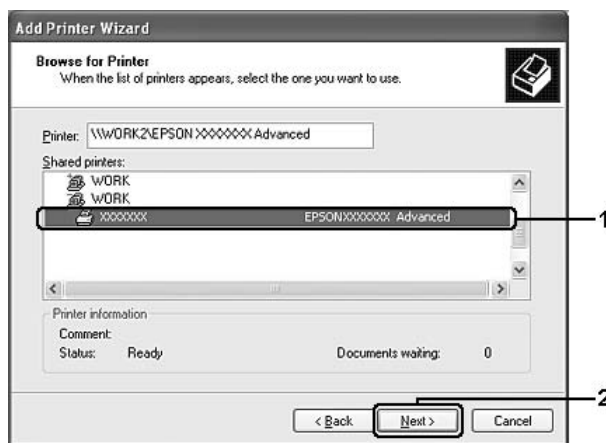 Add Printer Wizard
Browse for Printer
When the list of printers appears, select the one you want to use.
Printer: \\WORK2\EPSON XXXXXXX Advanced
Shared printers:
WORK
WORK
XXXXXXX EPSONXXXXXXX Advanced
1
Printer information
Comment:
Status: Ready Documents waiting: 0
2
< Back Next > Cancel